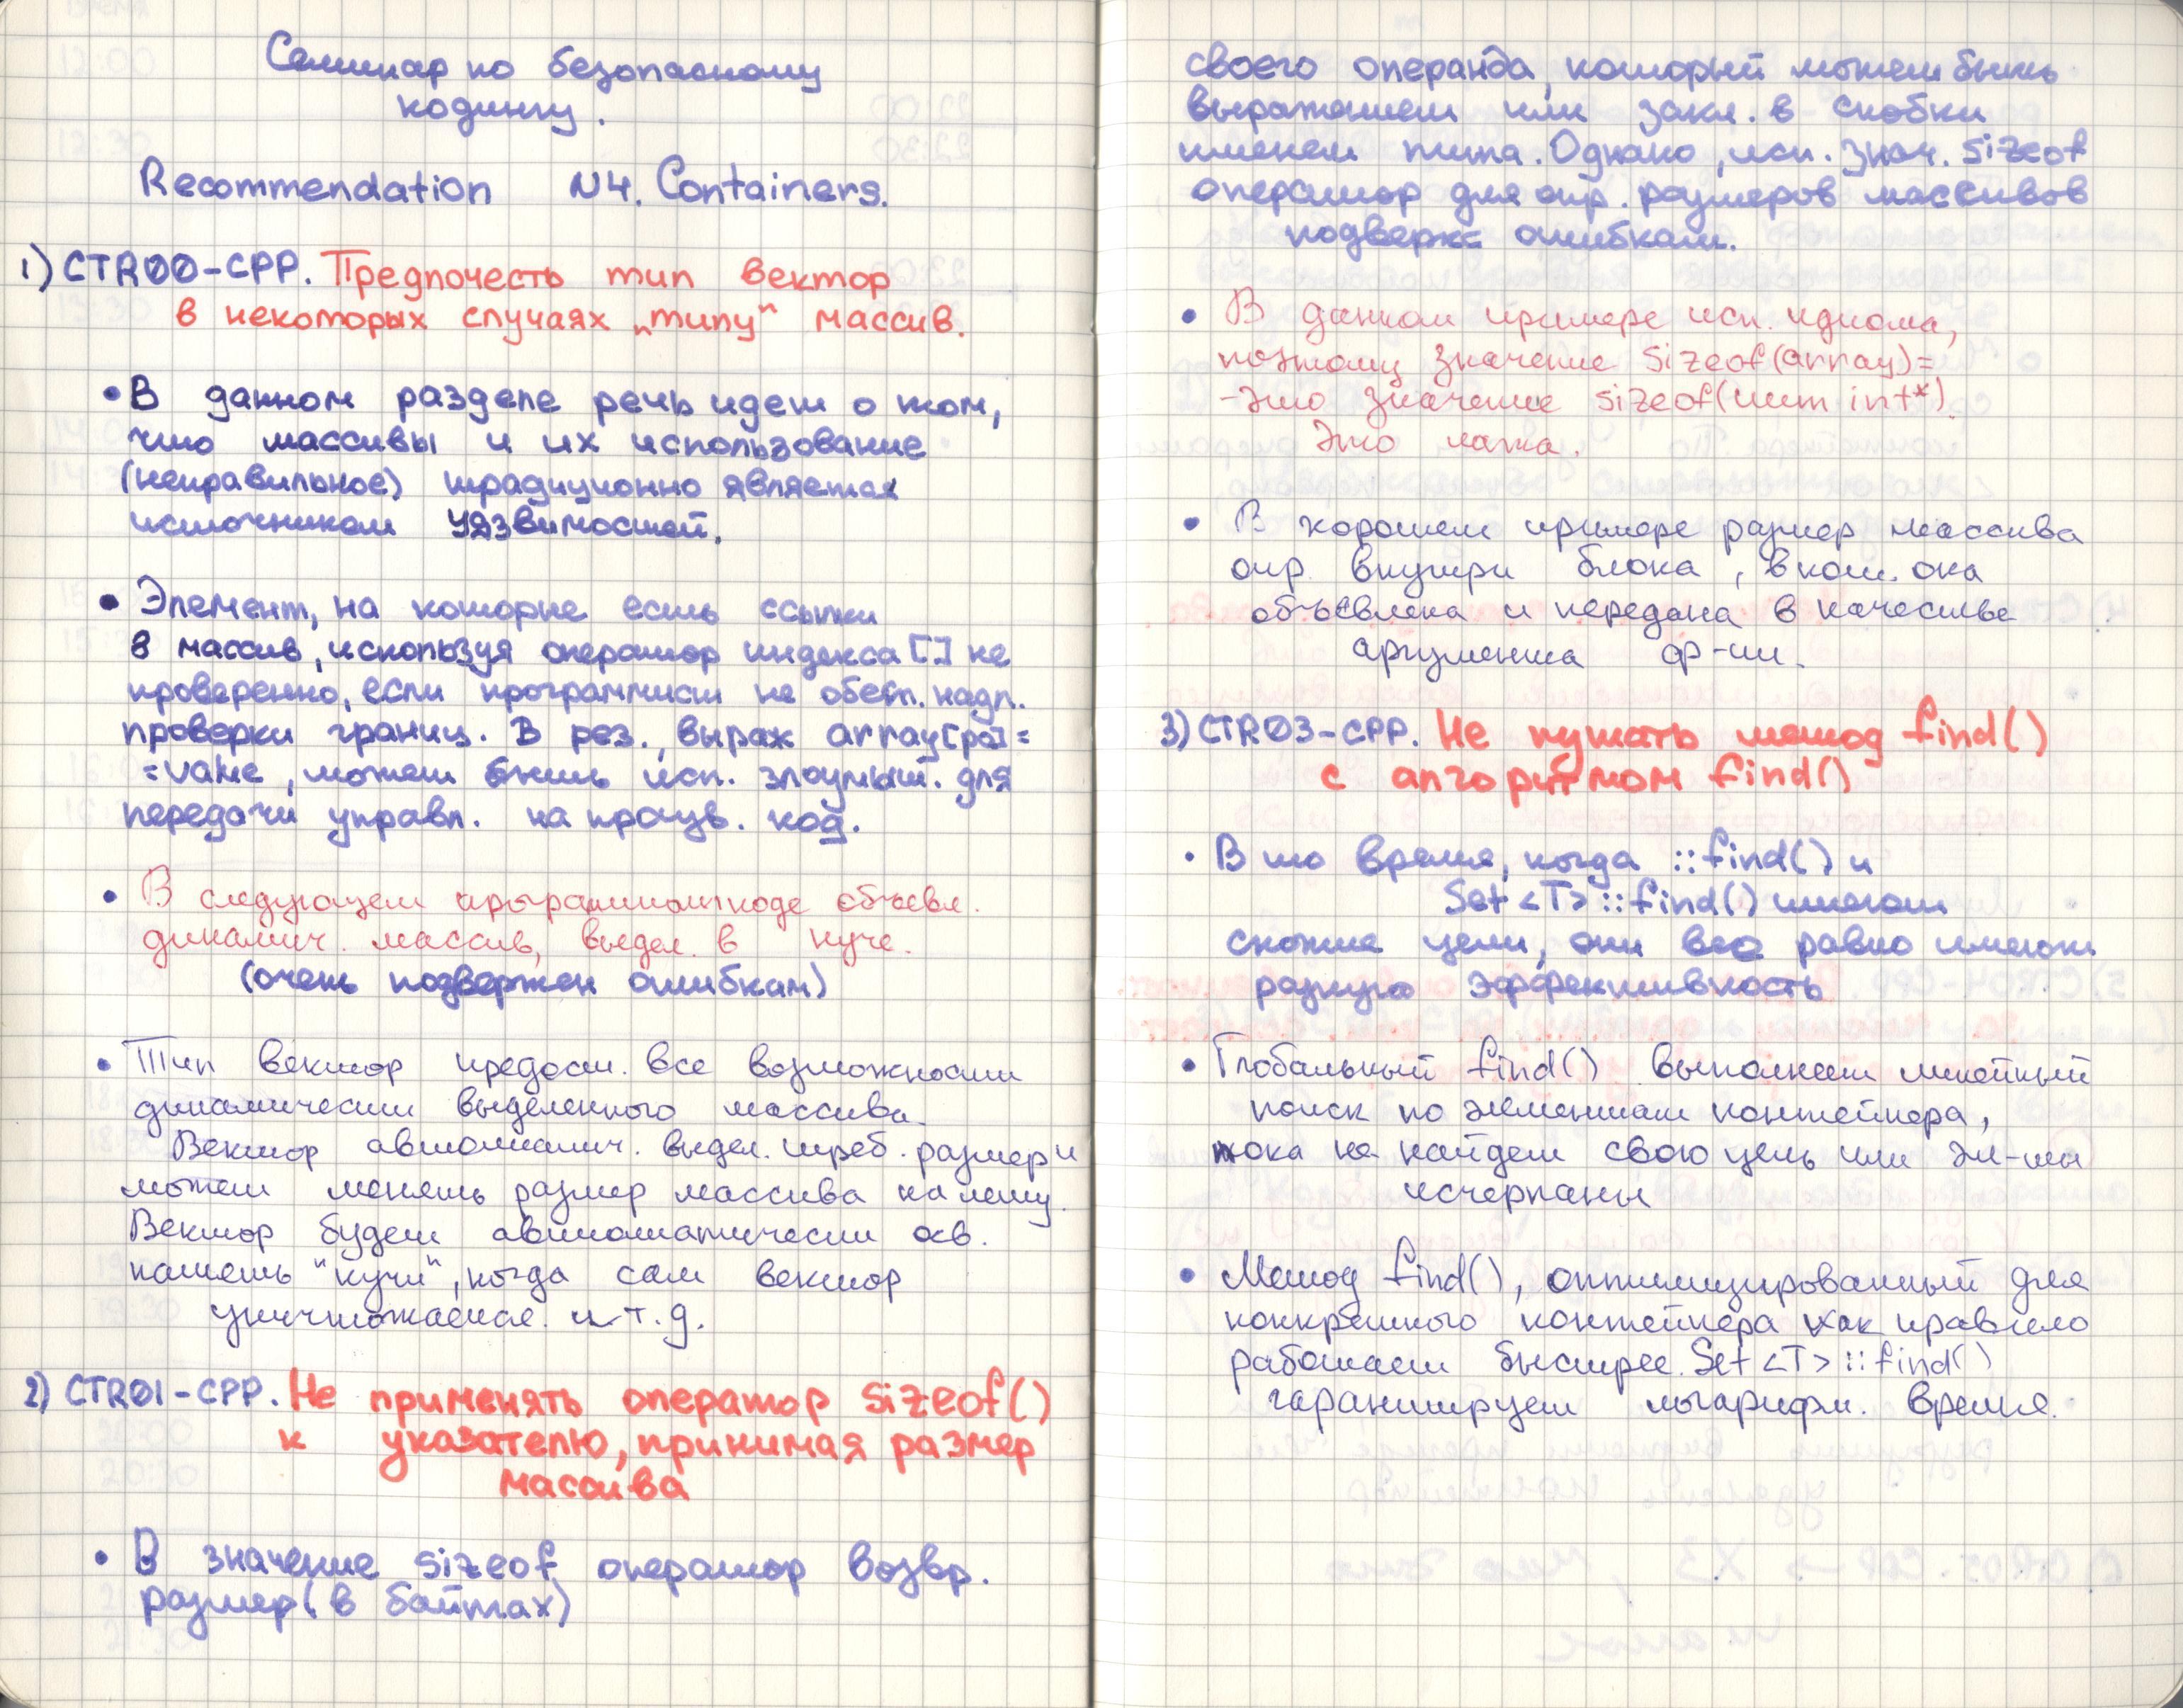 Семинар по безопасному
кодингу.
Recommendation N4. Containers.
1) CTR00-CPP. Предпочесть тип вектор
в некоторых случаях „типу" массив.
• В данном разделе речь идет о том,
что массивы и их использование
(неправильное) традиционно является
источником уязвимостей.
• Элемент, на которые есть ссылки
в массив, используя оператор индекса [] не
проверенно, если программист не обесп. надл.
проверки границ. В рез., выраж array[pos]=
=value, может быть исп. злоумыш. для
передачи управл. на произв. код.
• В следующем программном коде объявл.
динамич. массив, выдел. в куче.
(очень подвержен ошибкам)
• Тип вектор предост. все возможности
динамически выделенного массива.
Вектор автоматич. выдел. треб. размер и
может менять размер массива на лету.
Вектор будет автоматически осв.
память "кучи", когда сам вектор
уничтожается. и т.д.
2) CTR01-CPP. Не применять оператор sizeof()
к указателю, принимая размер
массива
• В значение sizeof оператор возвр.
размер (в байтах)
своего операнда, который может быть
выражением или закл. в скобки
именем типа. Однако, исп. знач. sizeof
оператор для опр. размеров массивов
подверж= ошибкам.
• В данном примере исп. идиома,
поэтому значение sizeof(array)=
-это значение sizeof(тип int*).
Это лажа.
• В хорошем примере размер массива
опр. внутри блока, в кот. она
объявлена и передана в качестве
аргумента ф-ии.
3) CTR03-CPP. Не путать метод find()
с алгоритмом find()
• В то время, когда ::find() и
Set<T>::find() имеют
схожие цели, они все равно имеют
разную эффективность
• Глобальный find() выполняет линейный
поиск по элементам контейнера,
пока не найдет свою цель или эл-ты
исчерпаны
• Метод find(), оптимизированный для
конкретного контейнера как правило
работает быстрее. Set<T>::find()
гарантирует логарифм. время.